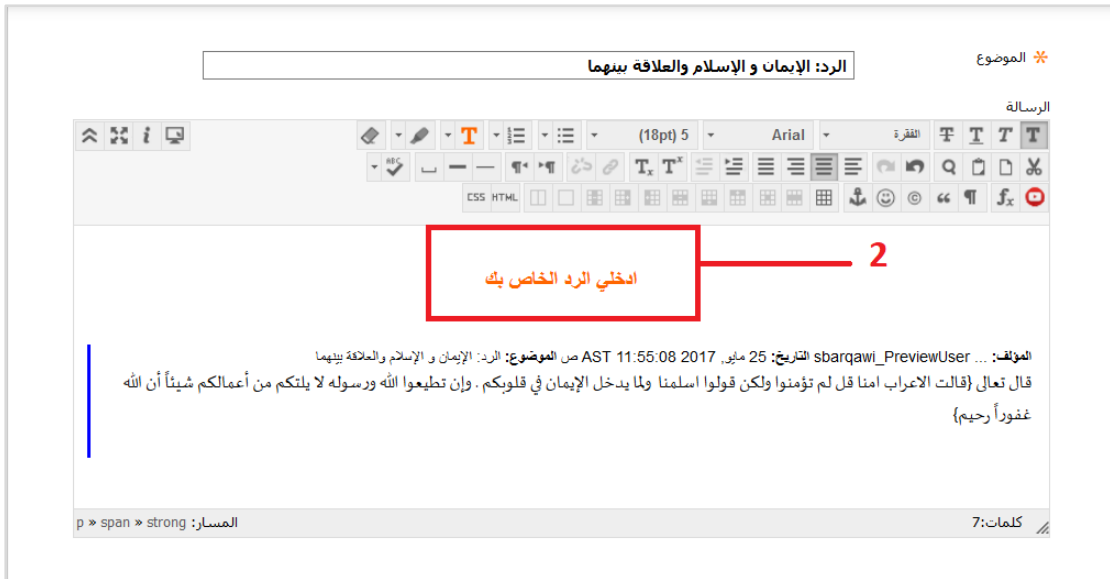 * الموضوع
الرد: الإيمان و الإسلام والعلاقة بينهما
الرسالة
T T T T الفقرة Arial 5 (18pt) T i
ABC
HTML CSS
2
ادخلي الرد الخاص بك
المؤلف: ... sbarqawi_PreviewUser التاريخ: 25 مايو, 2017 11:55:08 AST ص الموضوع: الرد: الإيمان و الإسلام والعلاقة بينهما
قال تعالى {قالت الاعراب امنا قل لم تؤمنوا ولكن قولوا اسلمنا ولما يدخل الإيمان في قلوبكم . وإن تطيعوا الله ورسوله لا يلتكم من أعمالكم شيئاً أن الله
غفوراً رحيم}
كلمات:7
المسار: p » span » strong